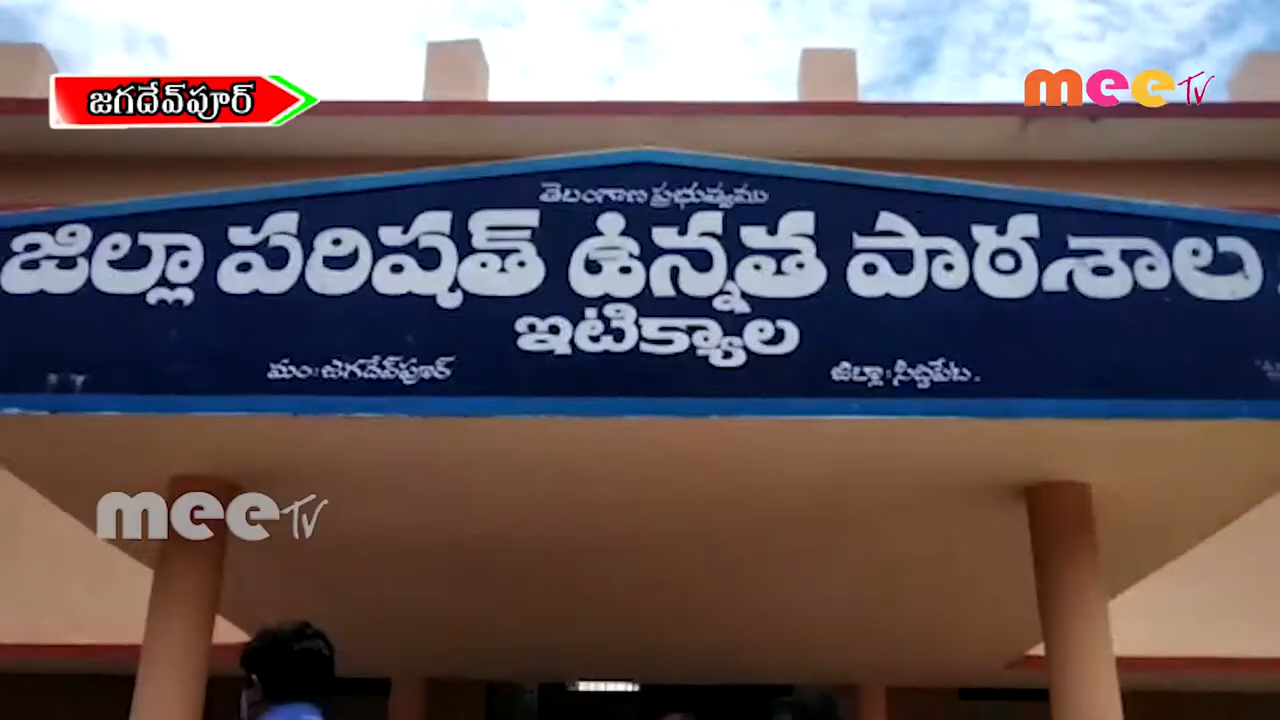 జగదేవ్‌పూర్
mee TV
తెలంగాణ ప్రభుత్వము
జిల్లా పరిషత్ ఉన్నత పాఠశాల
ఇటిక్యాల
మం: జగదేవ్‌పూర్
జిల్లా : సిద్దిపేట.
mee TV